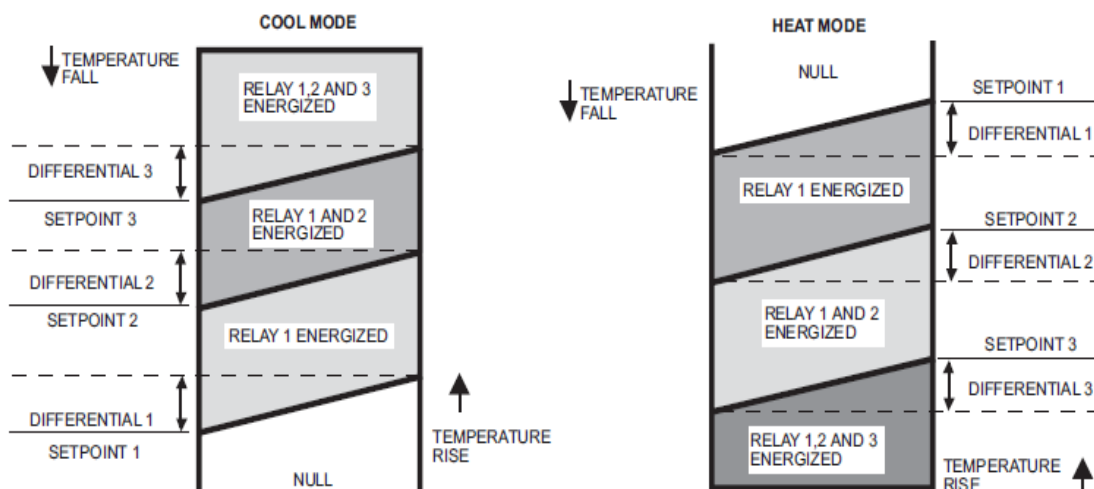 COOL MODE
TEMPERATURE
FALL
RELAY 1,2 AND 3
ENERGIZED
DIFFERENTIAL 3
SETPOINT 3
RELAY 1 AND 2
ENERGIZED
DIFFERENTIAL 2
SETPOINT 2
RELAY 1 ENERGIZED
DIFFERENTIAL 1
SETPOINT 1
TEMPERATURE
RISE
NULL
HEAT MODE
NULL
TEMPERATURE
FALL
SETPOINT 1
DIFFERENTIAL 1
RELAY 1 ENERGIZED
SETPOINT 2
DIFFERENTIAL 2
RELAY 1 AND 2
ENERGIZED
SETPOINT 3
DIFFERENTIAL 3
RELAY 1,2 AND 3
ENERGIZED
TEMPERATURE
RISE